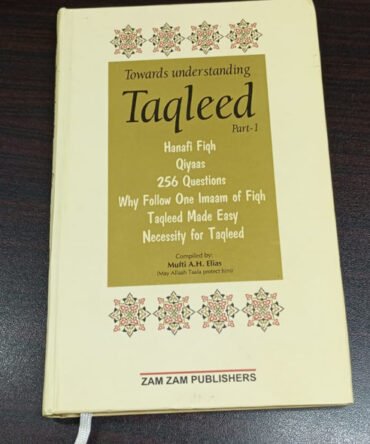 Towards understanding
Taqleed
Part-1
Hanafi Fiqh
Qiyaas
256 Questions
Why Follow One Imaam of Fiqh
Taqleed Made Easy
Necessity for Taqleed
Compiled by:
Mufti A.H. Elias
(May Allaah Taala protect him)
ZAM ZAM PUBLISHERS